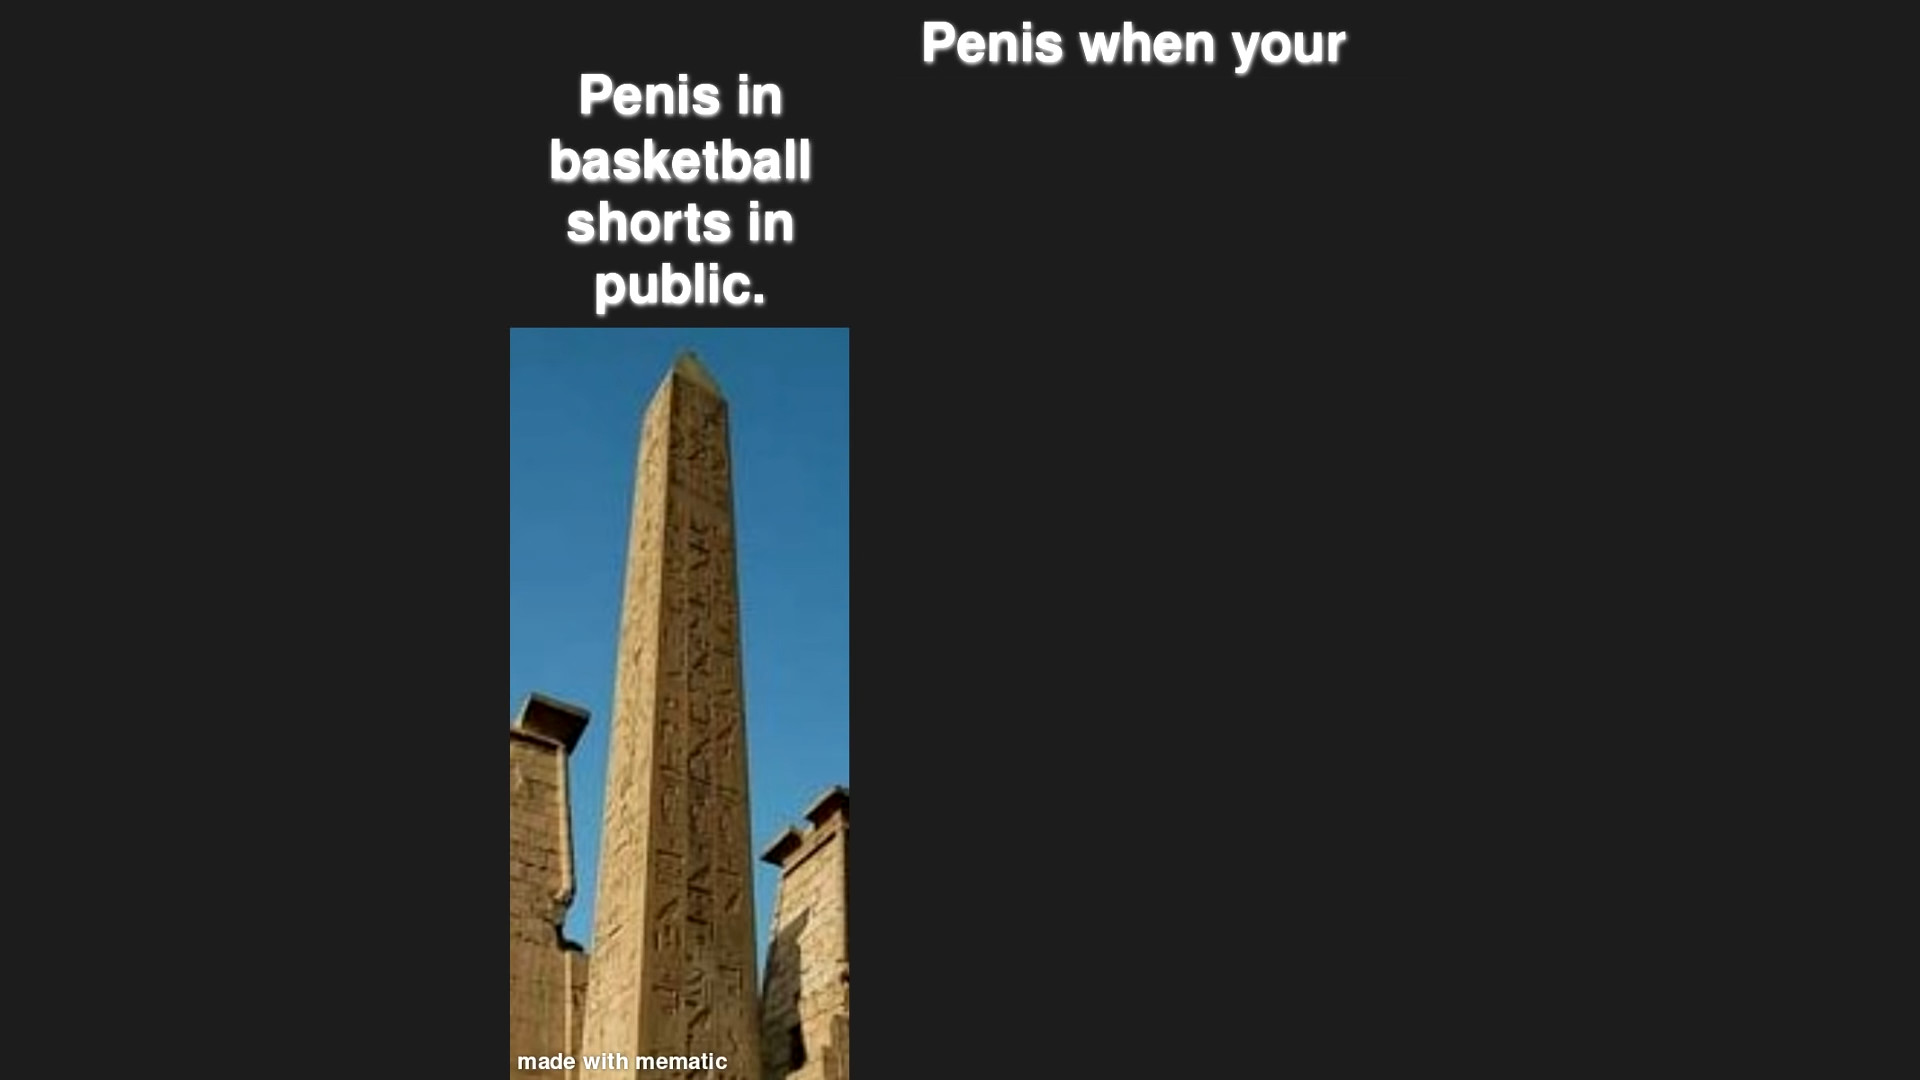 Penis in
basketball
shorts in
public.
Penis when your
made with mematic